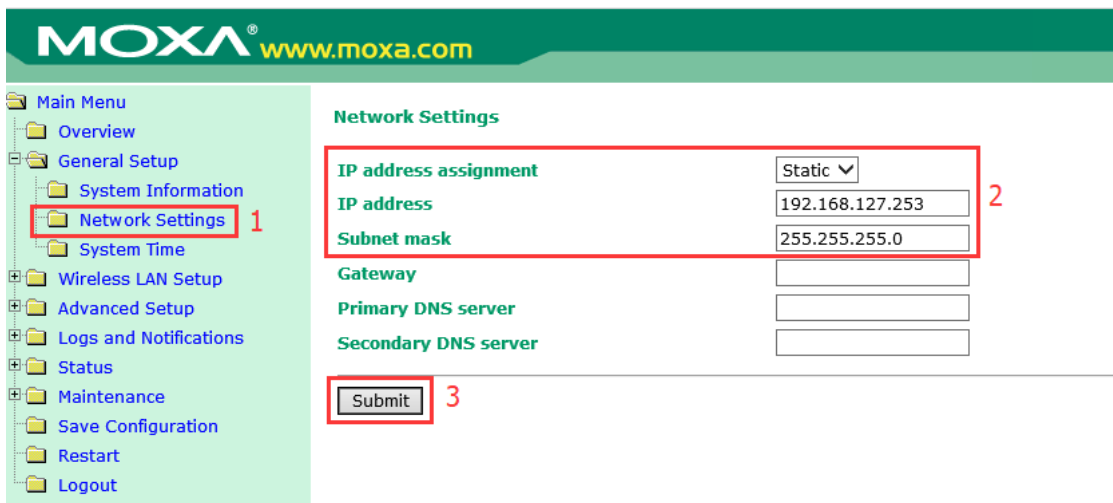 MOXA® www.moxa.com
Main Menu
Overview
General Setup
System Information
Network Settings 1
System Time
Wireless LAN Setup
Advanced Setup
Logs and Notifications
Status
Maintenance
Save Configuration
Restart
Logout
Network Settings
IP address assignment Static
IP address 192.168.127.253
2
Subnet mask 255.255.255.0
Gateway
Primary DNS server
Secondary DNS server
Submit 3